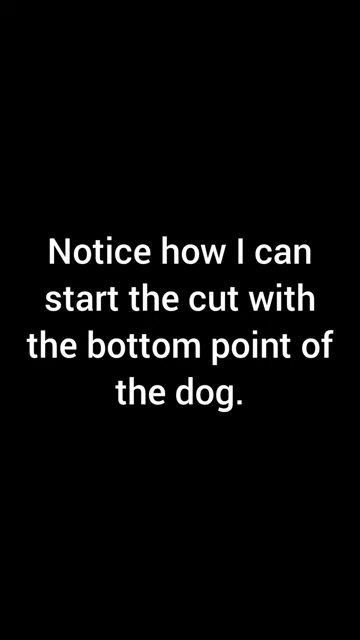 Notice how I can
start the cut with
the bottom point of
the dog.